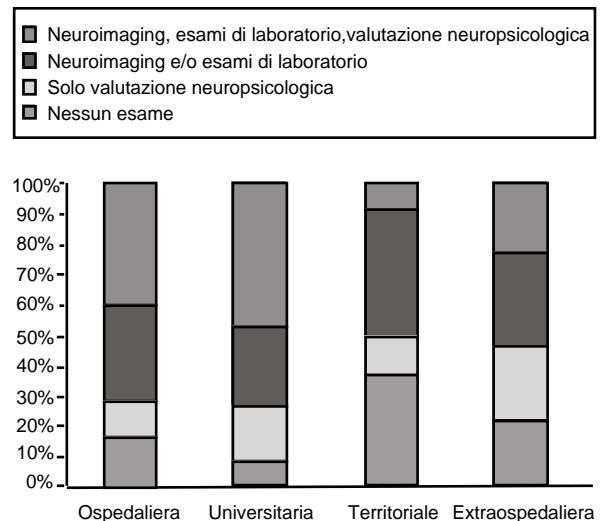 Neuroimaging, esami di laboratorio,valutazione neuropsicologica
Neuroimaging e/o esami di laboratorio
Solo valutazione neuropsicologica
Nessun esame
100%
90%
80%
70%
60%
50%
40%
30%
20%
10%
0%
Ospedaliera Universitaria Territoriale Extraospedaliera